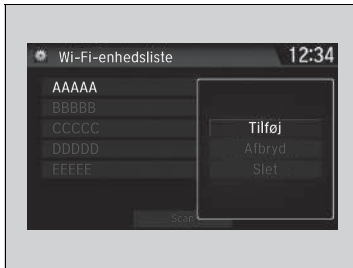 Wi-Fi-enhedsliste 12:34
AAAAA
BBBBB
CCCCC
DDDDD
EEEEE
Tilføj
Afbryd
Slet
Scan